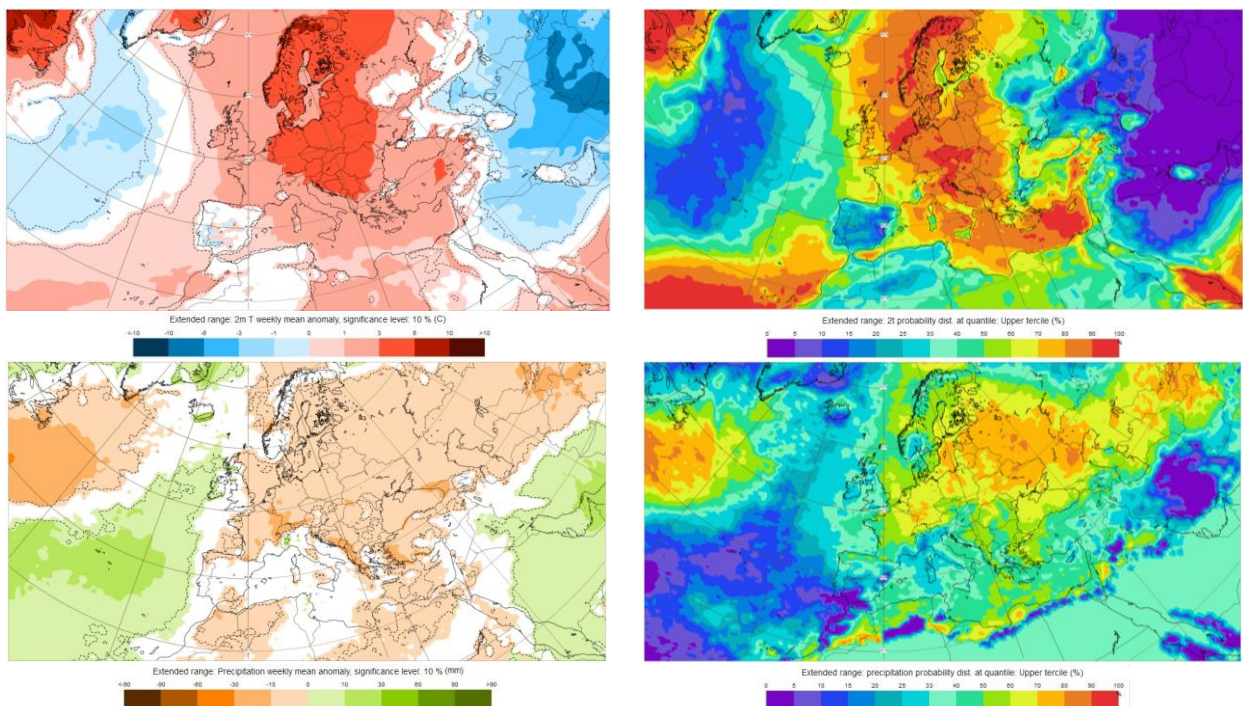 Extended range: 2m T weekly mean anomaly, significance level: 10 % (C)
<-10 -10 -6 -3 -1 0 1 3 6 10 >10
Extended range: 2t probability dist. at quantile: Upper tercile (%)
0 5 10 15 20 25 33 40 50 60 70 80 90 100
%
Extended range: Precipitation weekly mean anomaly, significance level: 10 % (mm)
<-90 -90 -60 -30 -10 0 10 30 60 90 >90
Extended range: precipitation probability dist. at quantile: Upper tercile (%)
0 5 10 15 20 25 33 40 50 60 70 80 90 100
%